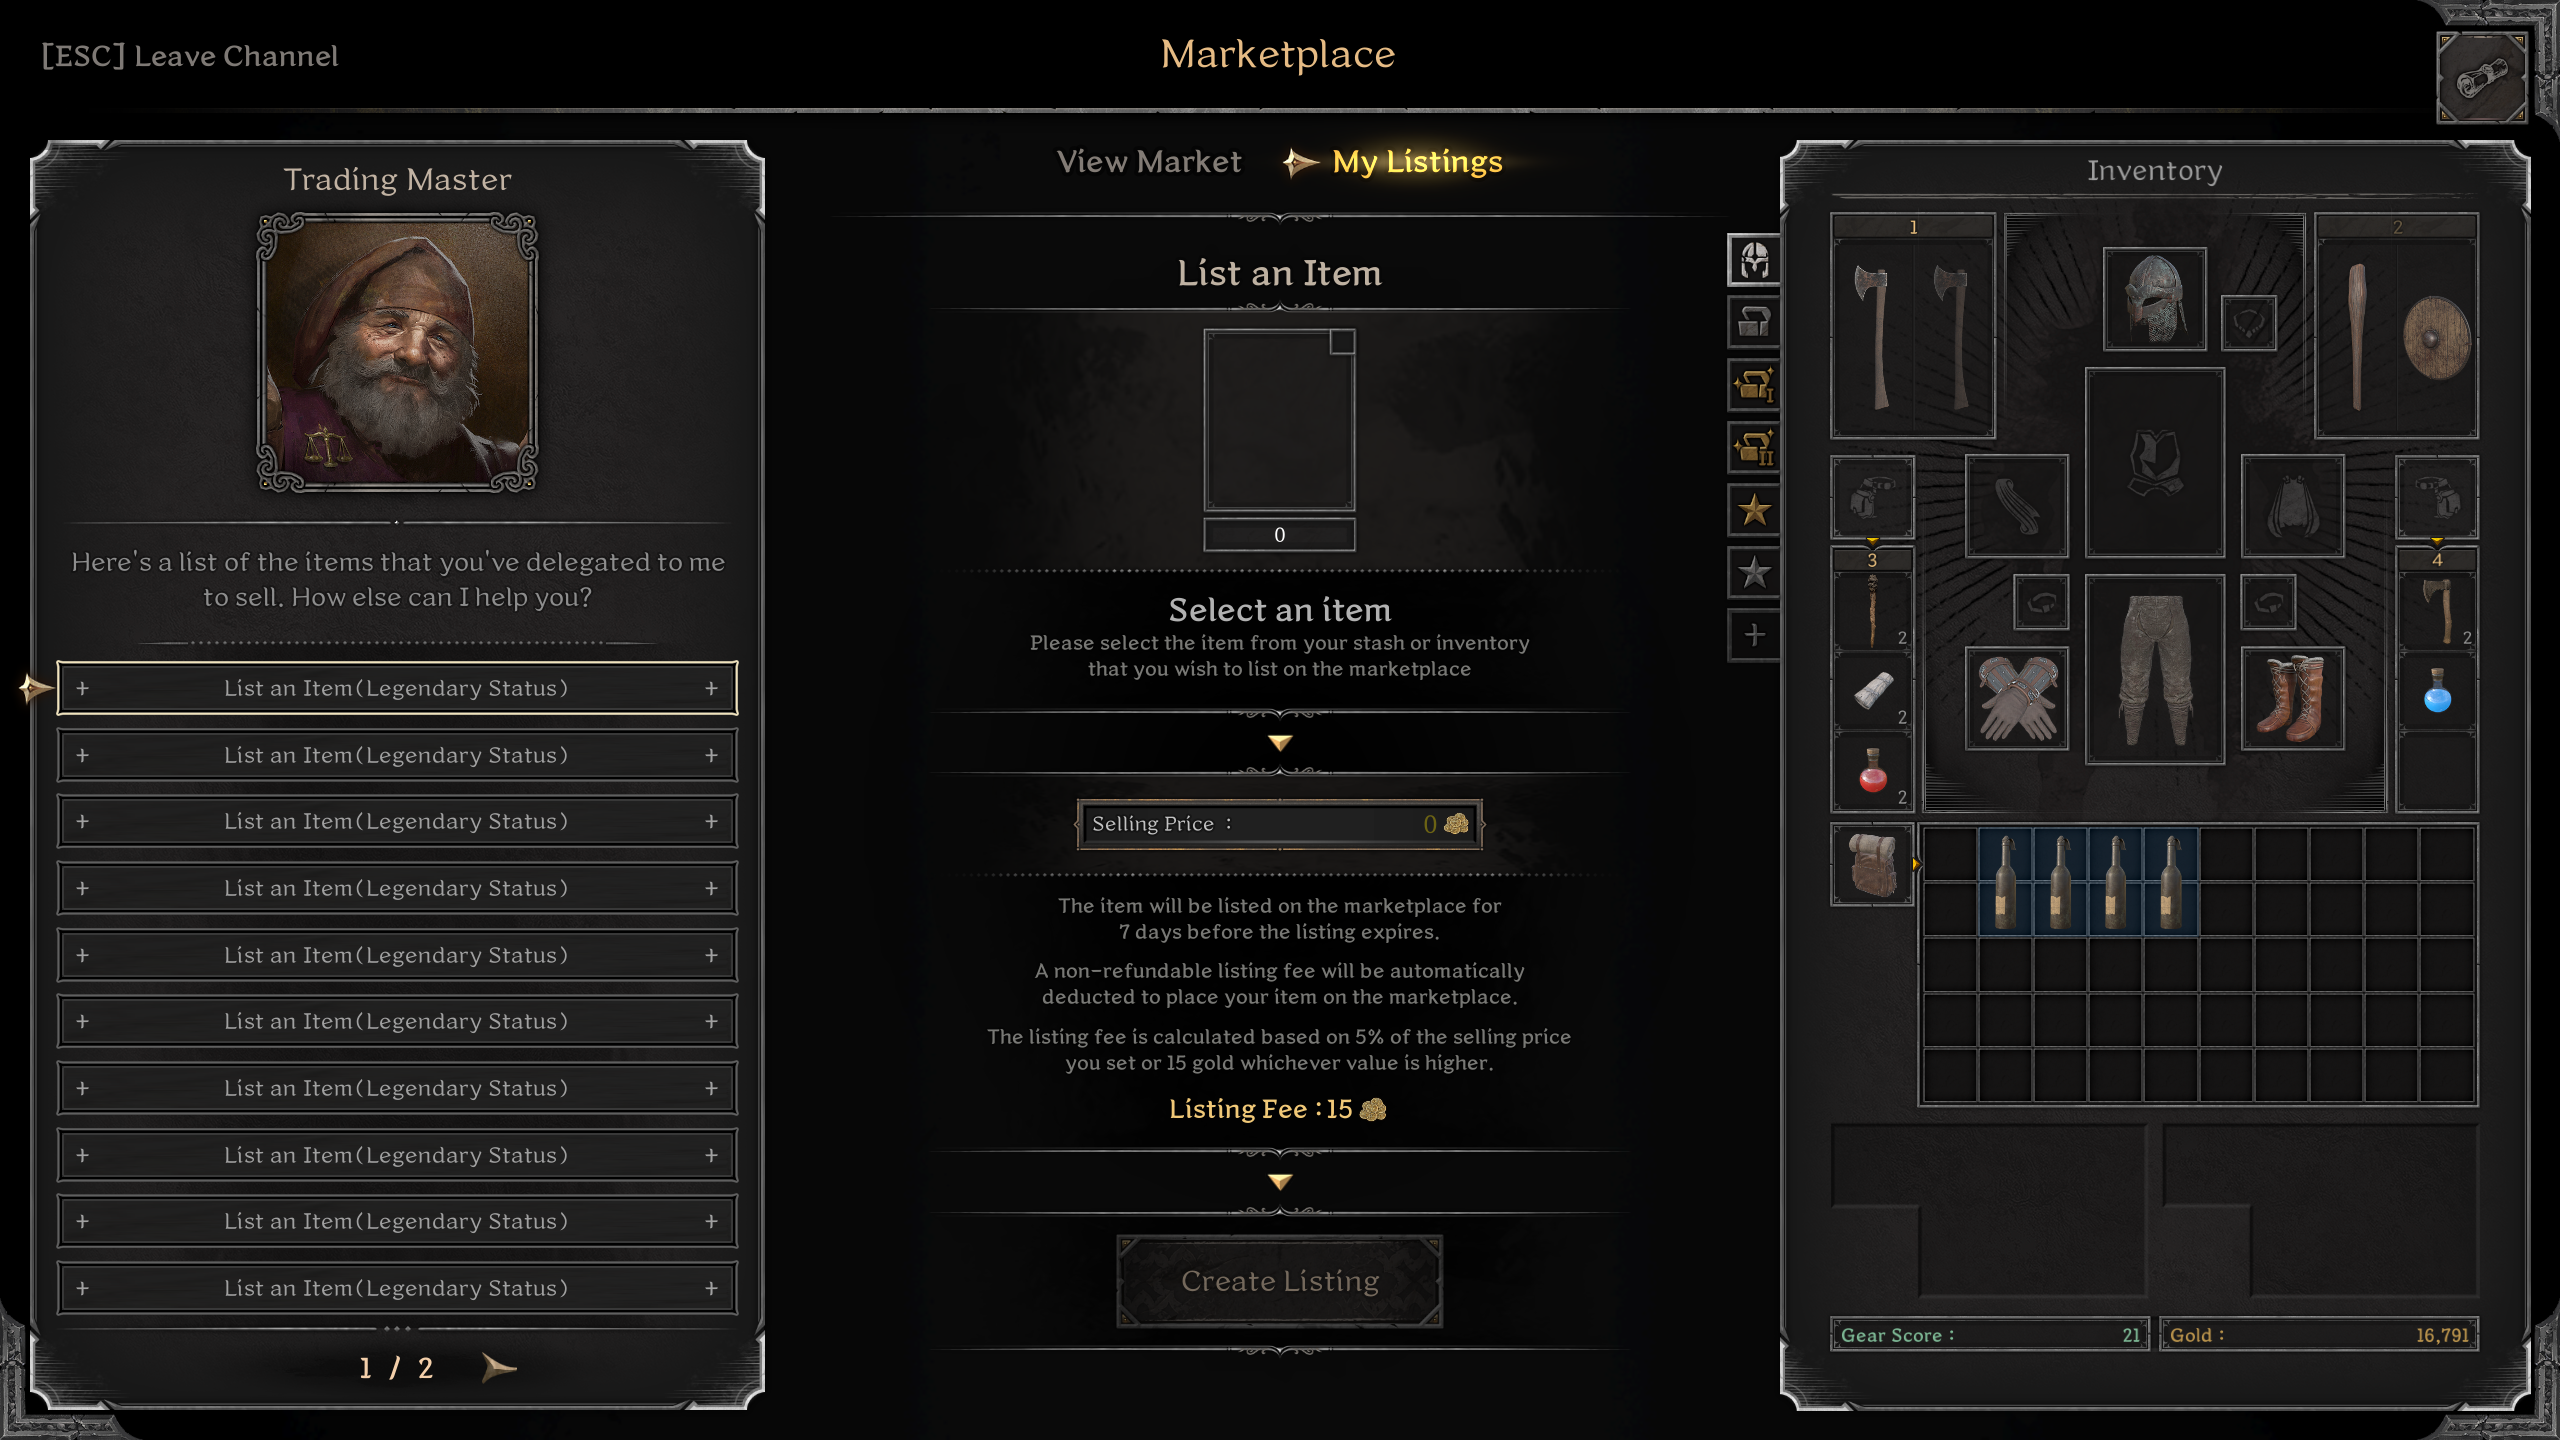 [ESC] Leave Channel
Marketplace
Trading Master
Here's a list of the items that you've delegated to me
to sell. How else can I help you?
+ List an Item(Legendary Status) +
+ List an Item(Legendary Status) +
+ List an Item(Legendary Status) +
+ List an Item(Legendary Status) +
+ List an Item(Legendary Status) +
+ List an Item(Legendary Status) +
+ List an Item(Legendary Status) +
+ List an Item(Legendary Status) +
+ List an Item(Legendary Status) +
+ List an Item(Legendary Status) +
1 / 2
View Market
My Listings
List an Item
0
Select an item
Please select the item from your stash or inventory
that you wish to list on the marketplace
Selling Price : 0
The item will be listed on the marketplace for
7 days before the listing expires.
A non-refundable listing fee will be automatically
deducted to place your item on the marketplace.
The listing fee is calculated based on 5% of the selling price
you set or 15 gold whichever value is higher.
Listing Fee : 15
Create Listing
I
II
+
Inventory
1
2
3
2
2
2
4
2
Gear Score : 21
Gold : 16,791